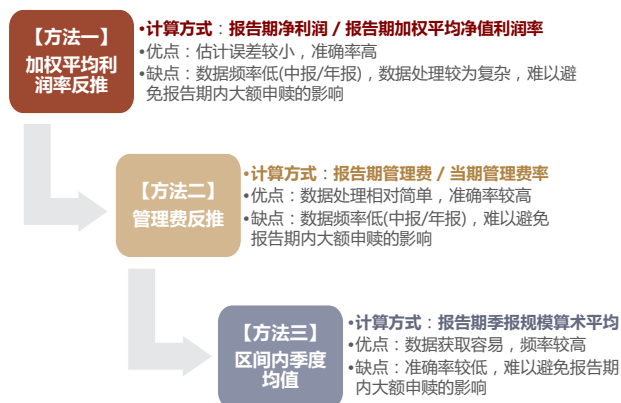 【方法一】
加权平均利
润率反推
•计算方式：报告期净利润 / 报告期加权平均净值利润率
•优点：估计误差较小，准确率高
•缺点：数据频率低(中报/年报)，数据处理较为复杂，难以避
免报告期内大额申赎的影响
【方法二】
管理费反推
•计算方式：报告期管理费 / 当期管理费率
•优点：数据处理相对简单，准确率较高
•缺点：数据频率低(中报/年报)，难以避免
报告期内大额申赎的影响
【方法三】
区间内季度
均值
•计算方式：报告期季报规模算术平均
•优点：数据获取容易，频率较高
•缺点：准确率较低，难以避免报告期
内大额申赎的影响